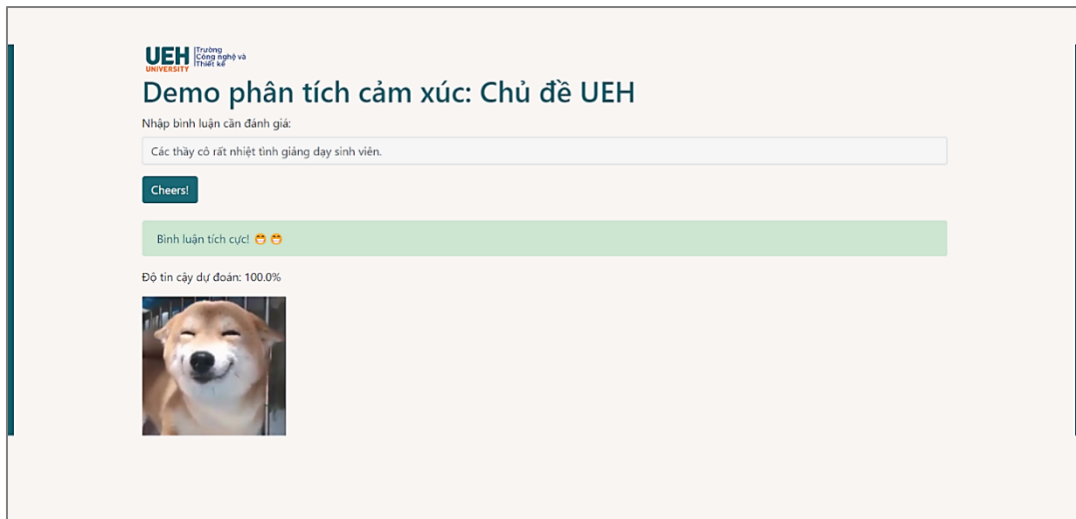 UEH
UNIVERSITY
Trường
Công nghệ và
Thiết kế
Demo phân tích cảm xúc: Chủ đề UEH
Nhập bình luận cần đánh giá:
Các thầy cô rất nhiệt tình giảng dạy sinh viên.
Cheers!
Bình luận tích cực! 😁 😁
Độ tin cậy dự đoán: 100.0%